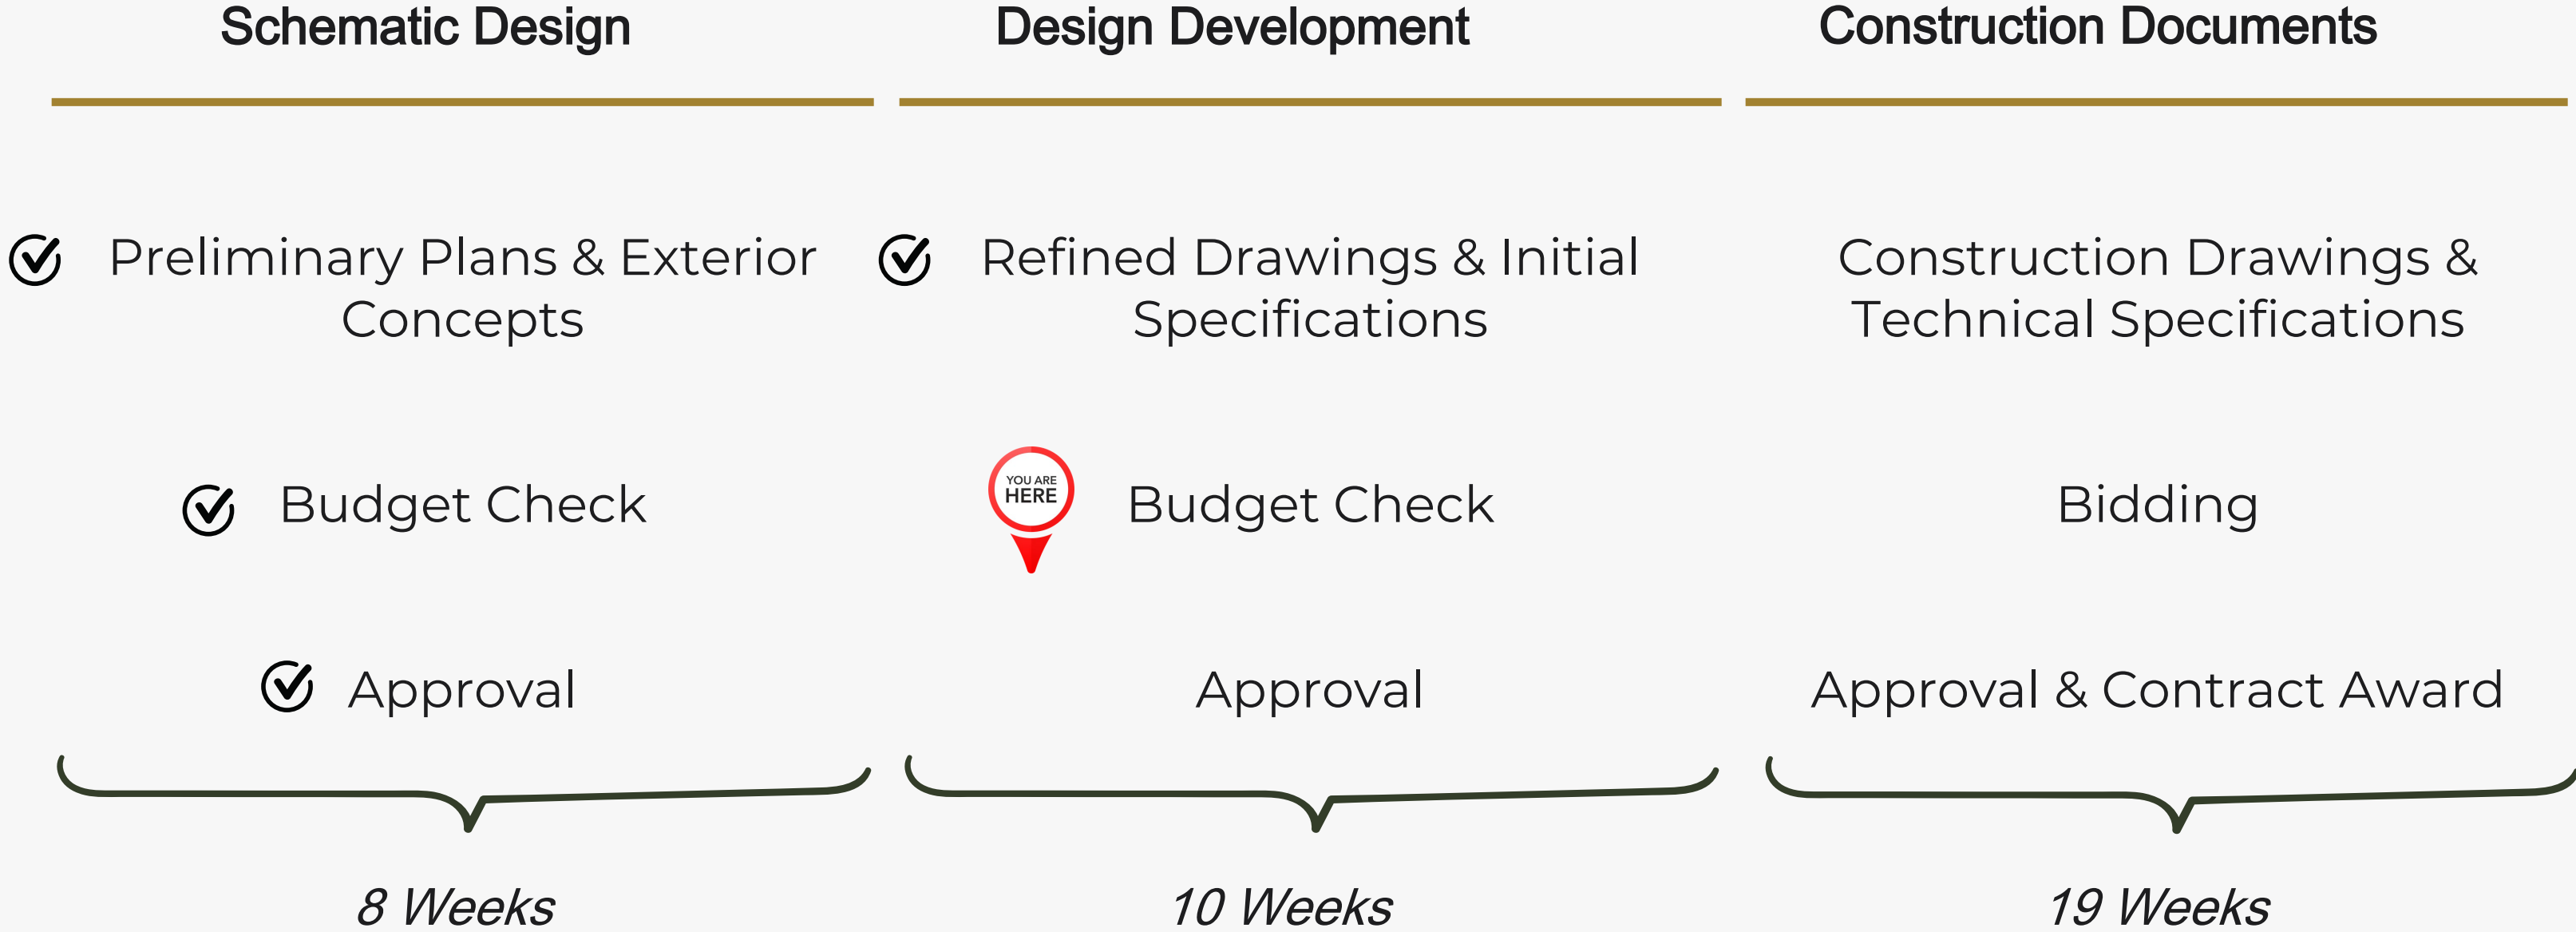 Schematic Design
Preliminary Plans & Exterior
Concepts
Budget Check
Approval
8 Weeks
Design Development
Refined Drawings & Initial
Specifications
YOU ARE
HERE
Budget Check
Approval
10 Weeks
Construction Documents
Construction Drawings &
Technical Specifications
Bidding
Approval & Contract Award
19 Weeks